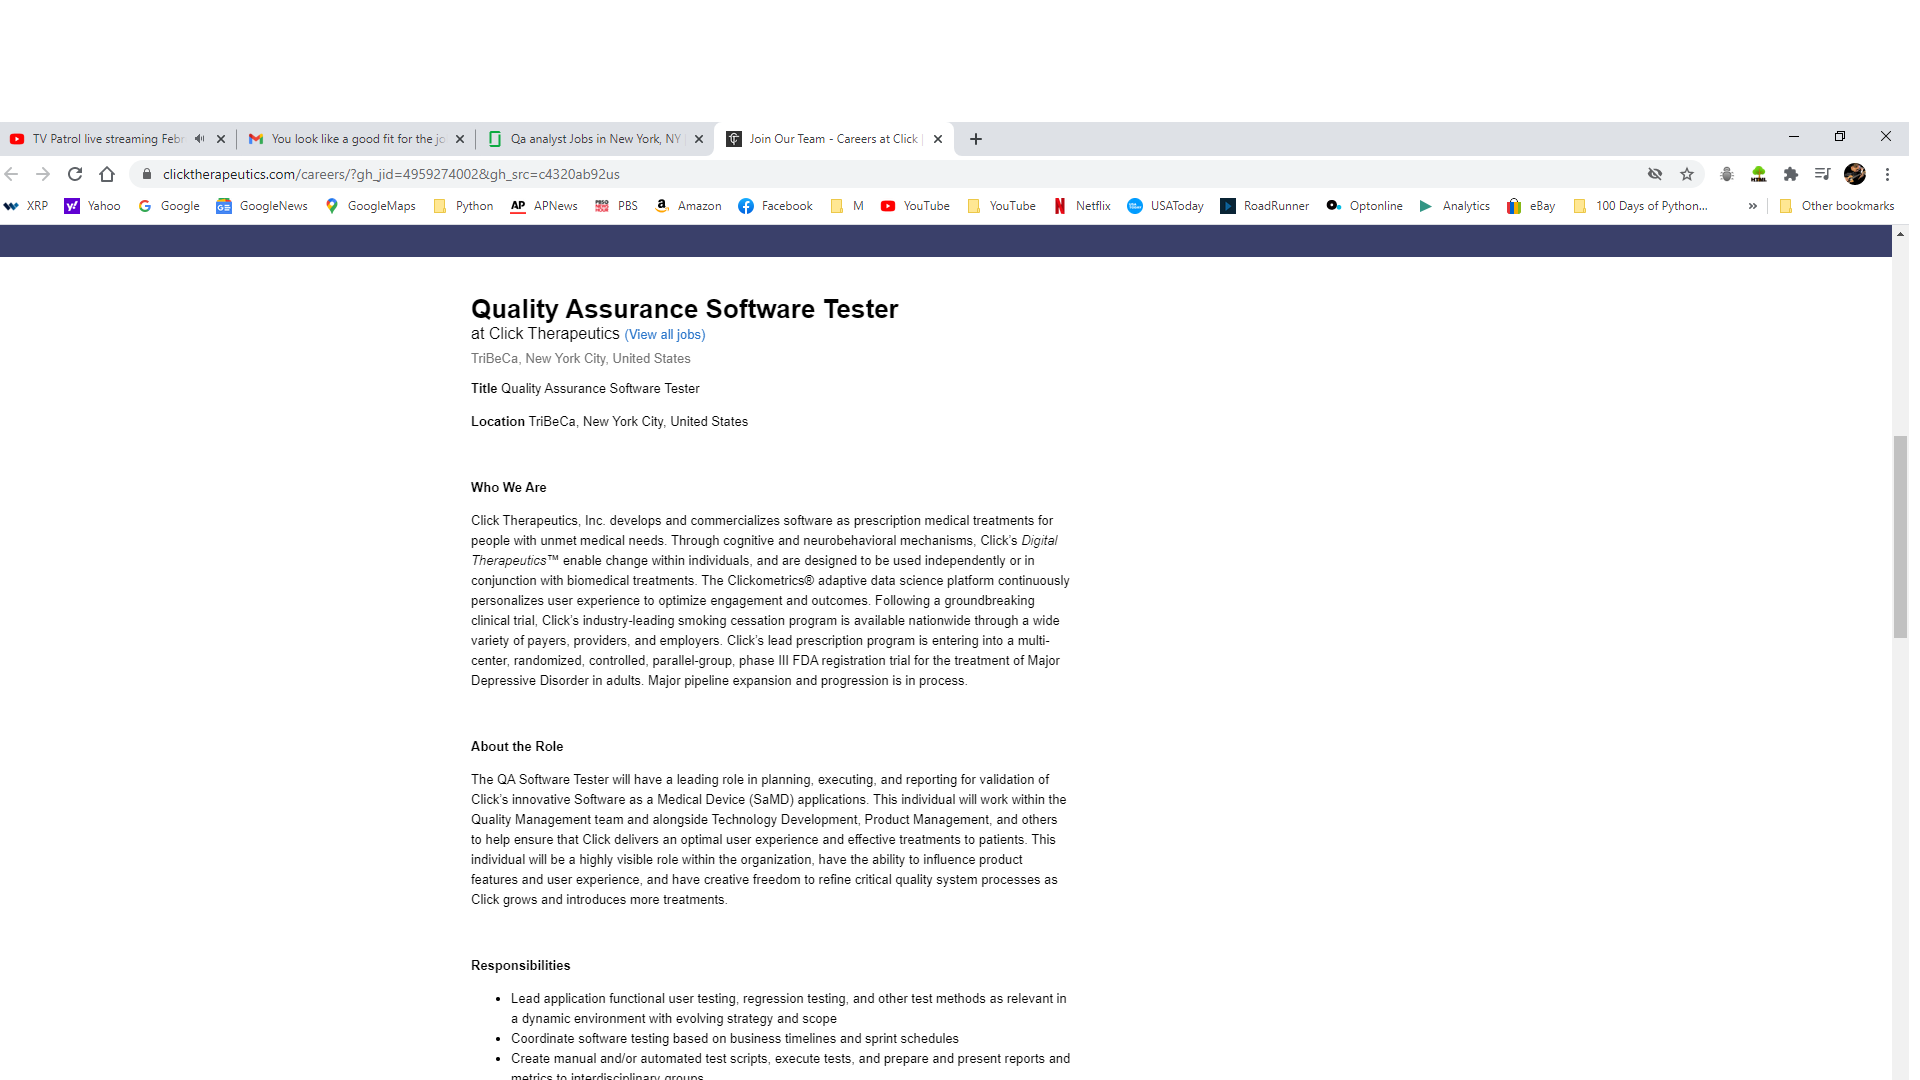 TV Patrol live streaming Febr
You look like a good fit for the jo
Qa analyst Jobs in New York, NY
Join Our Team - Careers at Click
clicktherapeutics.com/careers/?gh_jid=4959274002&gh_src=c4320ab92us
XRP Yahoo Google GoogleNews GoogleMaps Python APNews PBS Amazon Facebook M YouTube YouTube Netflix USAToday RoadRunner Optonline Analytics eBay 100 Days of Python... » Other bookmarks
Quality Assurance Software Tester
at Click Therapeutics (View all jobs)
TriBeCa, New York City, United States
Title Quality Assurance Software Tester
Location TriBeCa, New York City, United States
Who We Are
Click Therapeutics, Inc. develops and commercializes software as prescription medical treatments for
people with unmet medical needs. Through cognitive and neurobehavioral mechanisms, Click’s Digital
Therapeutics™ enable change within individuals, and are designed to be used independently or in
conjunction with biomedical treatments. The Clickometrics® adaptive data science platform continuously
personalizes user experience to optimize engagement and outcomes. Following a groundbreaking
clinical trial, Click’s industry-leading smoking cessation program is available nationwide through a wide
variety of payers, providers, and employers. Click’s lead prescription program is entering into a multi-
center, randomized, controlled, parallel-group, phase III FDA registration trial for the treatment of Major
Depressive Disorder in adults. Major pipeline expansion and progression is in process.
About the Role
The QA Software Tester will have a leading role in planning, executing, and reporting for validation of
Click’s innovative Software as a Medical Device (SaMD) applications. This individual will work within the
Quality Management team and alongside Technology Development, Product Management, and others
to help ensure that Click delivers an optimal user experience and effective treatments to patients. This
individual will be a highly visible role within the organization, have the ability to influence product
features and user experience, and have creative freedom to refine critical quality system processes as
Click grows and introduces more treatments.
Responsibilities
• Lead application functional user testing, regression testing, and other test methods as relevant in
a dynamic environment with evolving strategy and scope
• Coordinate software testing based on business timelines and sprint schedules
• Create manual and/or automated test scripts, execute tests, and prepare and present reports and
metrics to interdisciplinary groups